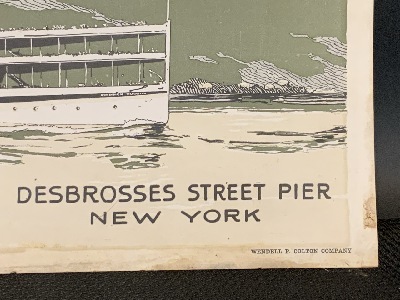 DESBROSSES STREET PIER
NEW YORK
WENDELL P. COLTON COMPANY